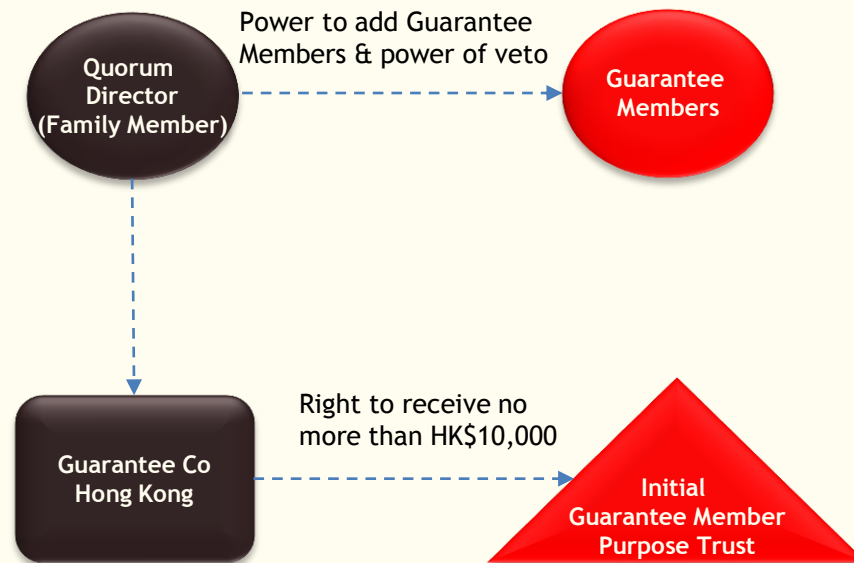 Power to add Guarantee
Members & power of veto
Quorum
Director
(Family Member)
Guarantee
Members
Right to receive no
more than HK$10,000
Guarantee Co
Hong Kong
Initial
Guarantee Member
Purpose Trust